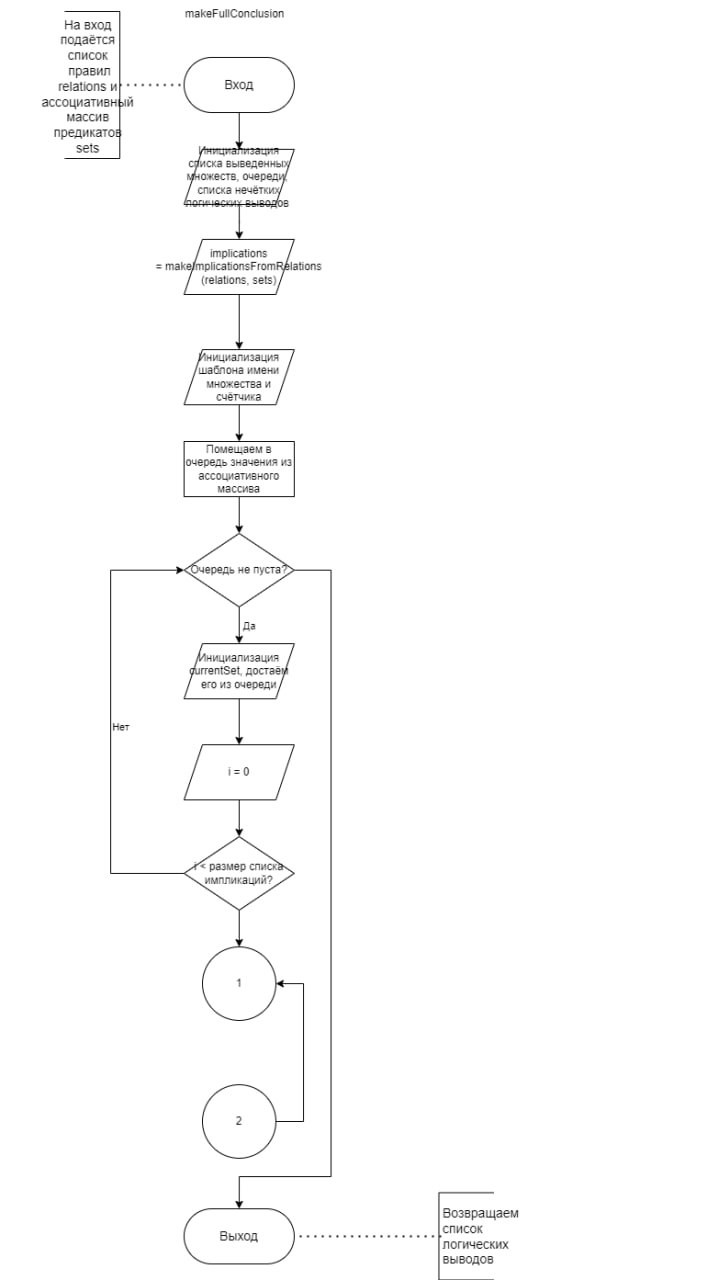 makeFullConclusion
На вход
подаётся
список
правил
relations и
ассоциативный
массив
предикатов
sets
Вход
Инициализация
списка выведенных
множеств, очереди,
списка нечётких
логических выводов
implications
= makeImplicationsFromRelations
(relations, sets)
Инициализация
шаблона имени
множества и
счётчика
Помещаем в
очередь значения из
ассоциативного
массива
Очередь не пуста?
Да
Инициализация
currentSet, достаём
его из очереди
Нет
i = 0
i < размер списка
импликаций?
1
2
Выход
Возвращаем
список
логических
выводов